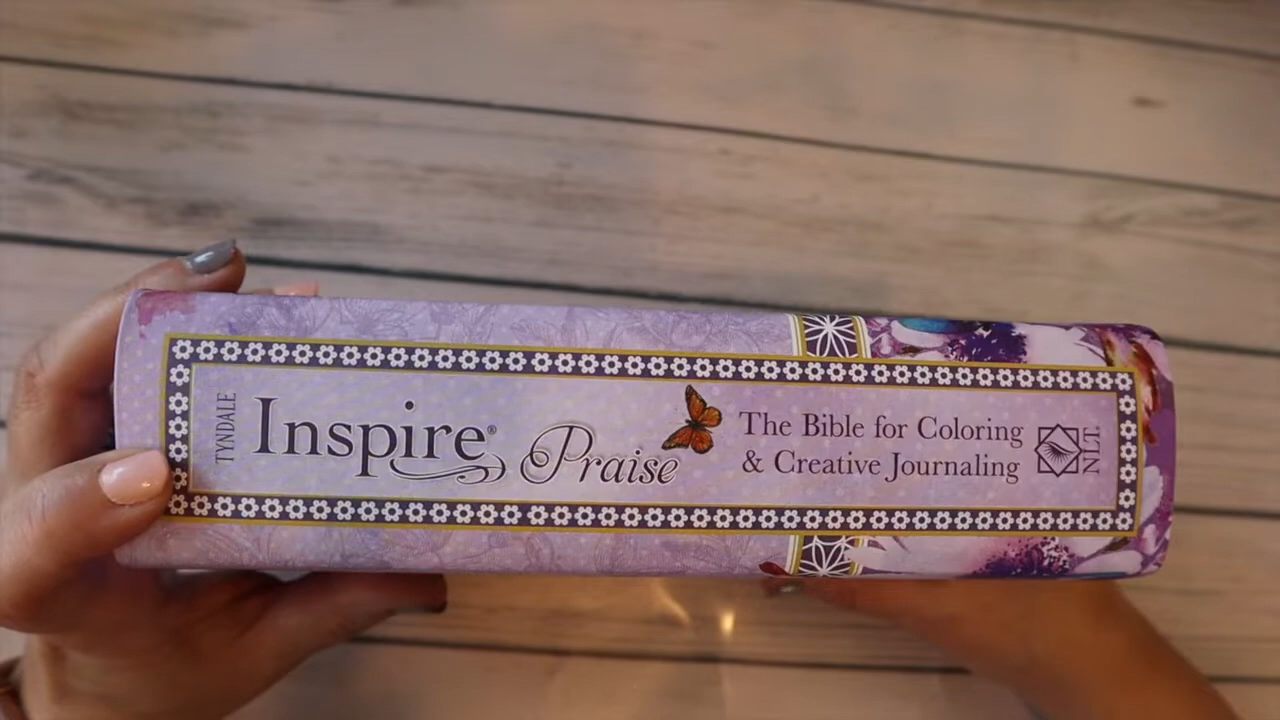 TYNDALE
Inspire® Praise
The Bible for Coloring
& Creative Journaling
NLT